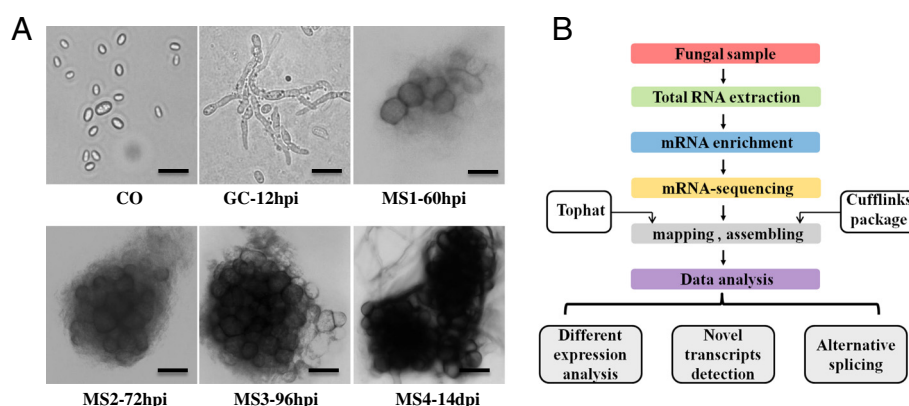 A
CO
GC-12hpi
MS1-60hpi
MS2-72hpi
MS3-96hpi
MS4-14dpi
B
Fungal sample
Total RNA extraction
mRNA enrichment
mRNA-sequencing
Tophat
Cufflinks
package
mapping , assembling
Data analysis
Different
expression
analysis
Novel
transcripts
detection
Alternative
splicing